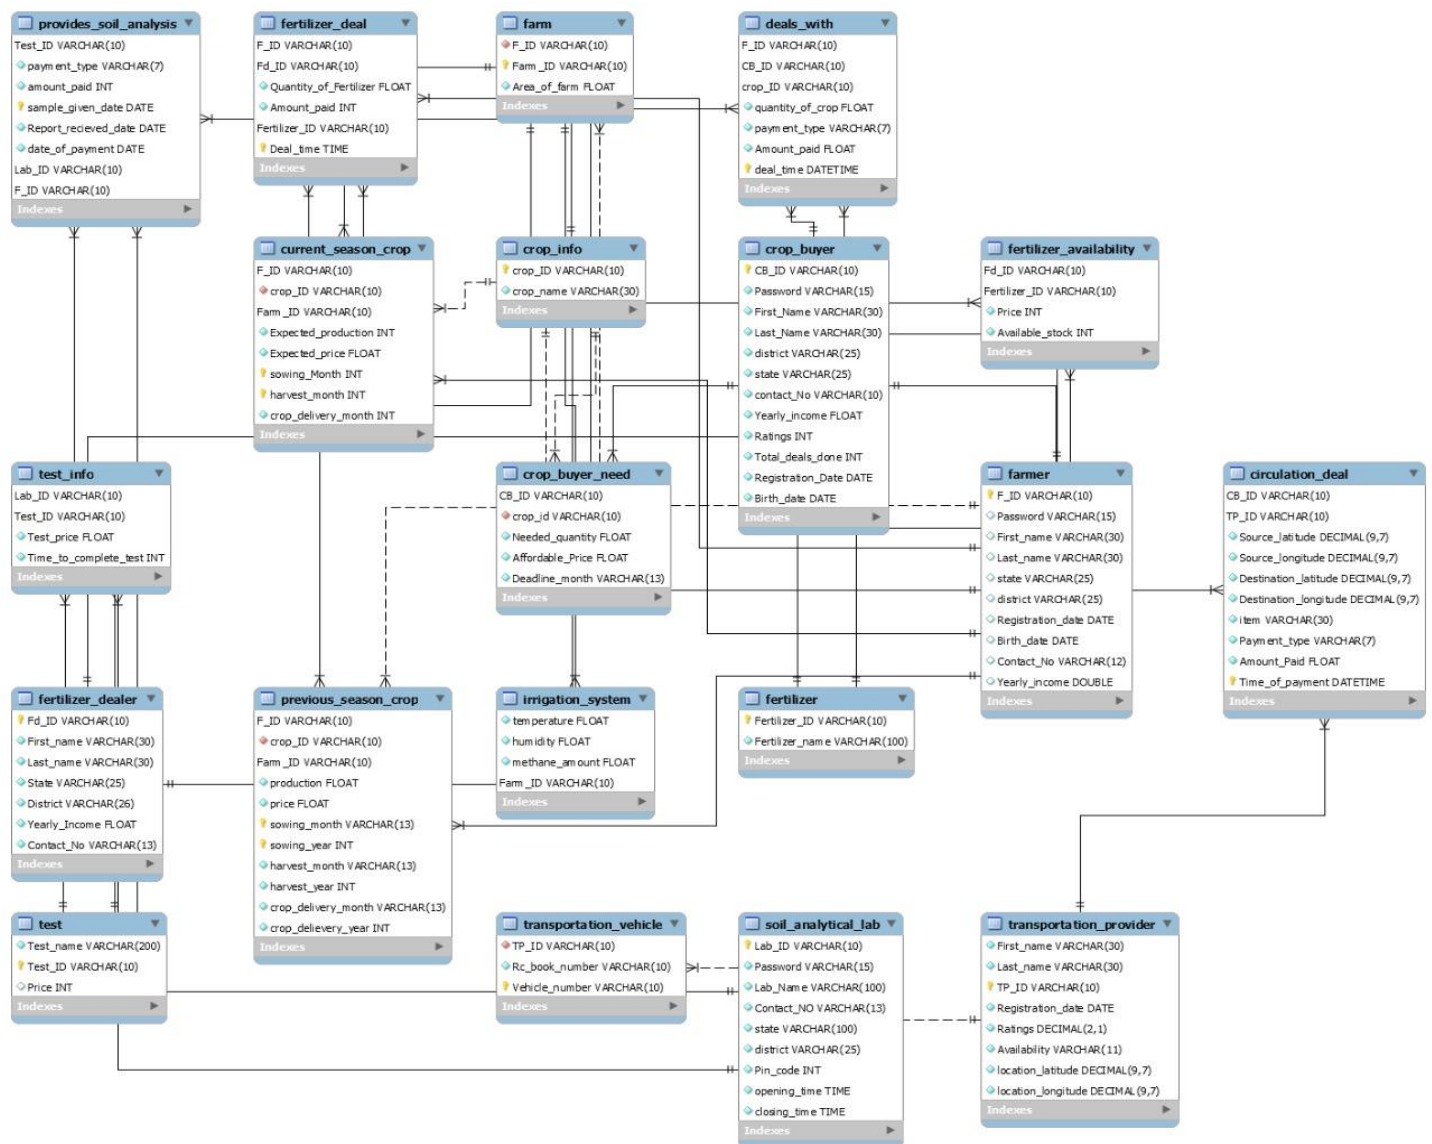 provides_soil_analysis
Test_ID VARCHAR(10)
payment_type VARCHAR(7)
amount_paid INT
sample_given_date DATE
Report_recieved_date DATE
date_of_payment DATE
Lab_ID VARCHAR(10)
F_ID VARCHAR(10)
Indexes
fertilizer_deal
F_ID VARCHAR(10)
Fd_ID VARCHAR(10)
Quantity_of_Fertilizer FLOAT
Amount_paid INT
Fertilizer_ID VARCHAR(10)
Deal_time TIME
Indexes
farm
F_ID VARCHAR(10)
Farm_ID VARCHAR(10)
Area_of_farm FLOAT
Indexes
deals_with
F_ID VARCHAR(10)
CB_ID VARCHAR(10)
crop_ID VARCHAR(10)
quantity_of_crop FLOAT
payment_type VARCHAR(7)
Amount_paid FLOAT
deal_time DATETIME
Indexes
current_season_crop
F_ID VARCHAR(10)
crop_ID VARCHAR(10)
Farm_ID VARCHAR(10)
Expected_production INT
Expected_price FLOAT
sowing_Month INT
harvest_month INT
crop_delivery_month INT
Indexes
crop_info
crop_ID VARCHAR(10)
crop_name VARCHAR(30)
Indexes
crop_buyer
CB_ID VARCHAR(10)
Password VARCHAR(15)
First_Name VARCHAR(30)
Last_Name VARCHAR(30)
district VARCHAR(25)
state VARCHAR(25)
contact_No VARCHAR(10)
Yearly_income FLOAT
Ratings INT
Total_deals_done INT
Registration_Date DATE
Birth_date DATE
Indexes
fertilizer_availability
Fd_ID VARCHAR(10)
Fertilizer_ID VARCHAR(10)
Price INT
Available_stock INT
Indexes
test_info
Lab_ID VARCHAR(10)
Test_ID VARCHAR(10)
Test_price FLOAT
Time_to_complete_test INT
Indexes
crop_buyer_need
CB_ID VARCHAR(10)
crop_id VARCHAR(10)
Needed_quantity FLOAT
Affordable_Price FLOAT
Deadline_month VARCHAR(13)
Indexes
farmer
F_ID VARCHAR(10)
Password VARCHAR(15)
First_name VARCHAR(30)
Last_name VARCHAR(30)
state VARCHAR(25)
district VARCHAR(25)
Registration_date DATE
Birth_date DATE
Contact_No VARCHAR(12)
Yearly_income DOUBLE
Indexes
circulation_deal
CB_ID VARCHAR(10)
TP_ID VARCHAR(10)
Source_latitude DECIMAL(9,7)
Source_longitude DECIMAL(9,7)
Destination_latitude DECIMAL(9,7)
Destination_longitude DECIMAL(9,7)
item VARCHAR(30)
Payment_type VARCHAR(7)
Amount_Paid FLOAT
Time_of_payment DATETIME
Indexes
fertilizer_dealer
Fd_ID VARCHAR(10)
First_name VARCHAR(30)
Last_name VARCHAR(30)
State VARCHAR(25)
District VARCHAR(26)
Yearly_Income FLOAT
Contact_No VARCHAR(13)
Indexes
previous_season_crop
F_ID VARCHAR(10)
crop_ID VARCHAR(10)
Farm_ID VARCHAR(10)
production FLOAT
price FLOAT
sowing_month VARCHAR(13)
sowing_year INT
harvest_month VARCHAR(13)
harvest_year INT
crop_delivery_month VARCHAR(13)
crop_delievery_year INT
Indexes
irrigation_system
temperature FLOAT
humidity FLOAT
methane_amount FLOAT
Farm_ID VARCHAR(10)
Indexes
fertilizer
Fertilizer_ID VARCHAR(10)
Fertilizer_name VARCHAR(100)
Indexes
test
Test_name VARCHAR(200)
Test_ID VARCHAR(10)
Price INT
Indexes
transportation_vehicle
TP_ID VARCHAR(10)
Rc_book_number VARCHAR(10)
Vehicle_number VARCHAR(10)
Indexes
soil_analytical_lab
Lab_ID VARCHAR(10)
Password VARCHAR(15)
Lab_Name VARCHAR(100)
Contact_NO VARCHAR(13)
state VARCHAR(100)
district VARCHAR(25)
Pin_code INT
opening_time TIME
closing_time TIME
Indexes
transportation_provider
First_name VARCHAR(30)
Last_name VARCHAR(30)
TP_ID VARCHAR(10)
Registration_date DATE
Ratings DECIMAL(2,1)
Availability VARCHAR(11)
location_latitude DECIMAL(9,7)
location_longitude DECIMAL(9,7)
Indexes